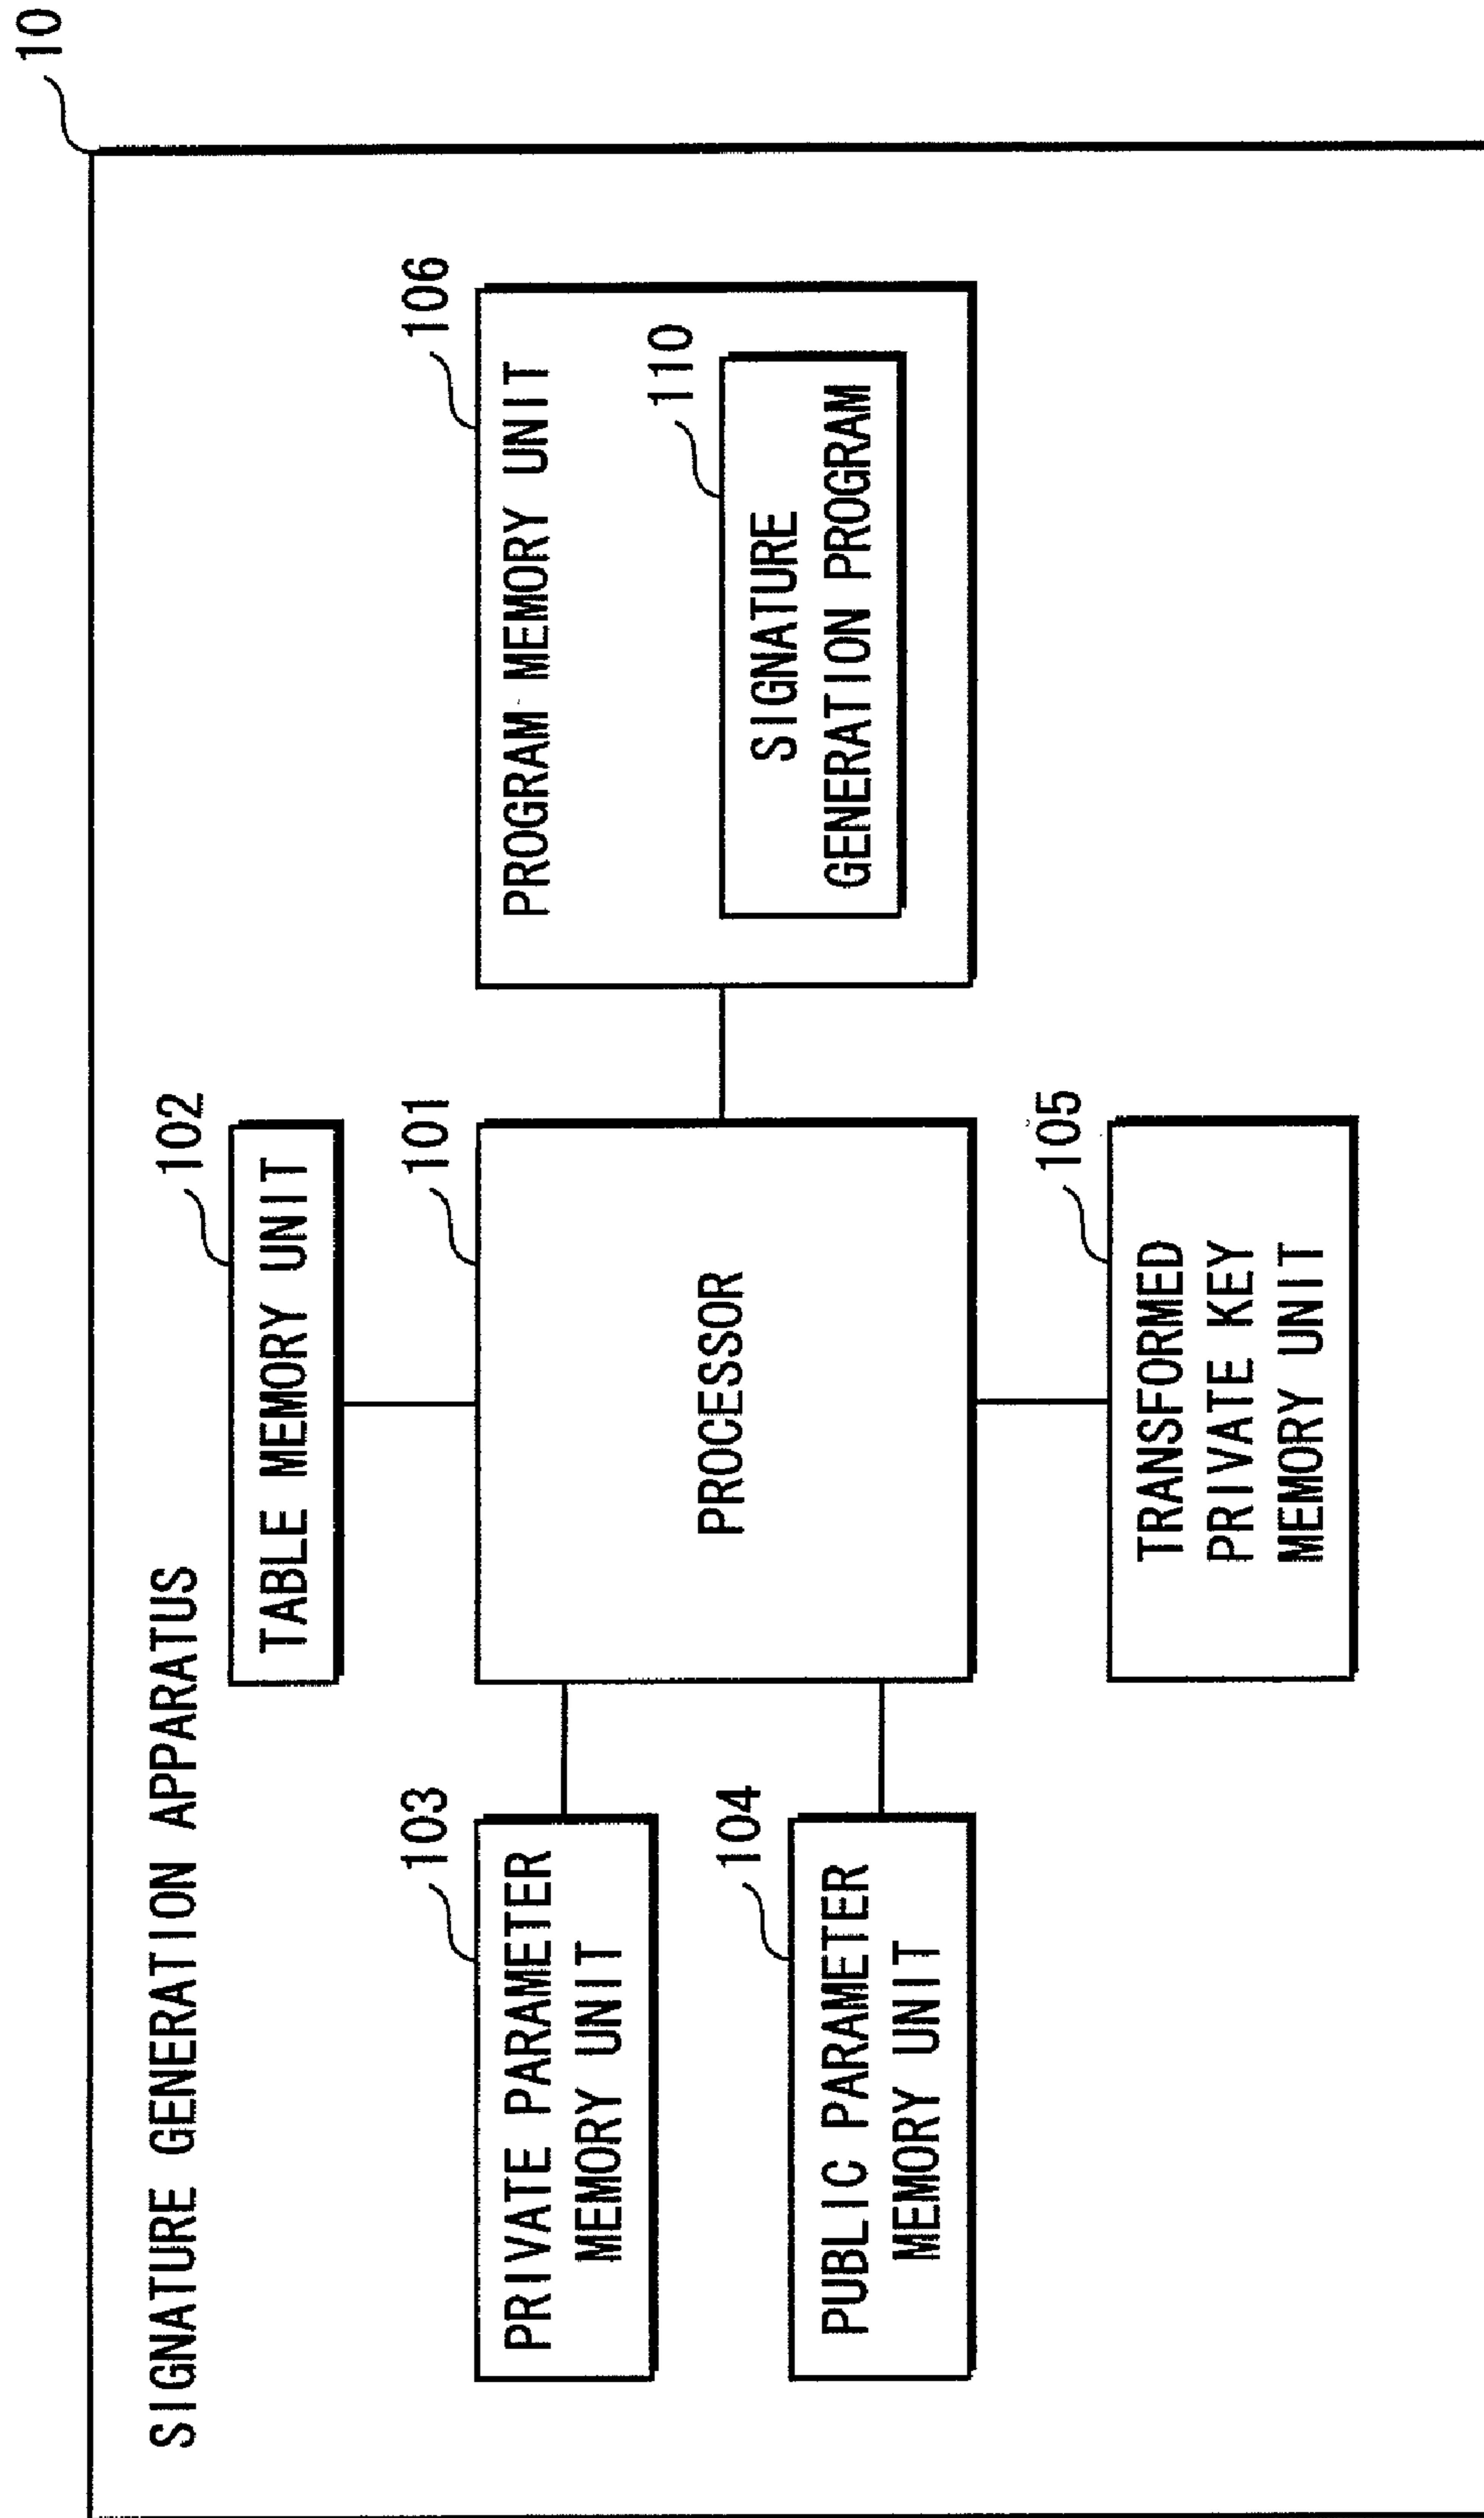 10
SIGNATURE GENERATION APPARATUS
102
TABLE MEMORY UNIT
103
PRIVATE PARAMETER
MEMORY UNIT
101
PROCESSOR
106
PROGRAM MEMORY UNIT
110
SIGNATURE
GENERATION PROGRAM
104
PUBLIC PARAMETER
MEMORY UNIT
105
TRANSFORMED
PRIVATE KEY
MEMORY UNIT